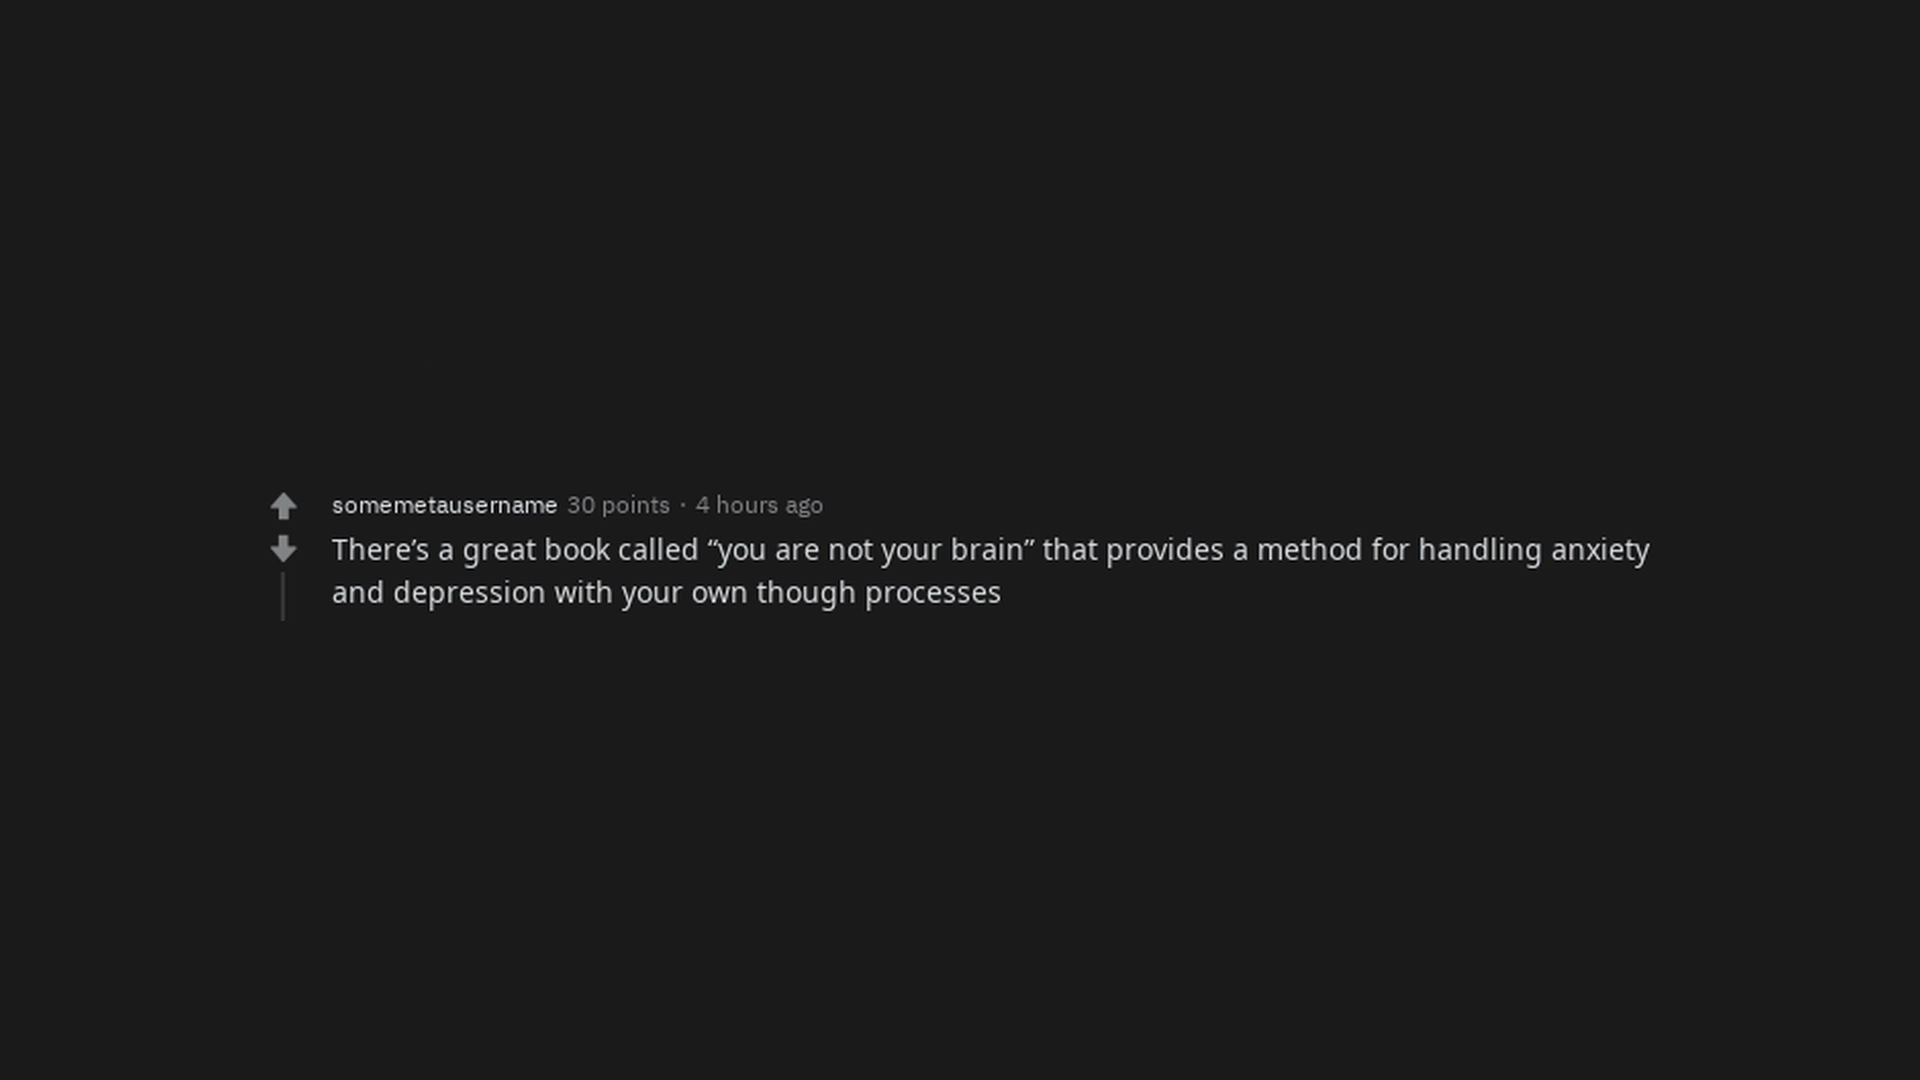 somemetausername 30 points · 4 hours ago
There’s a great book called “you are not your brain” that provides a method for handling anxiety
and depression with your own though processes